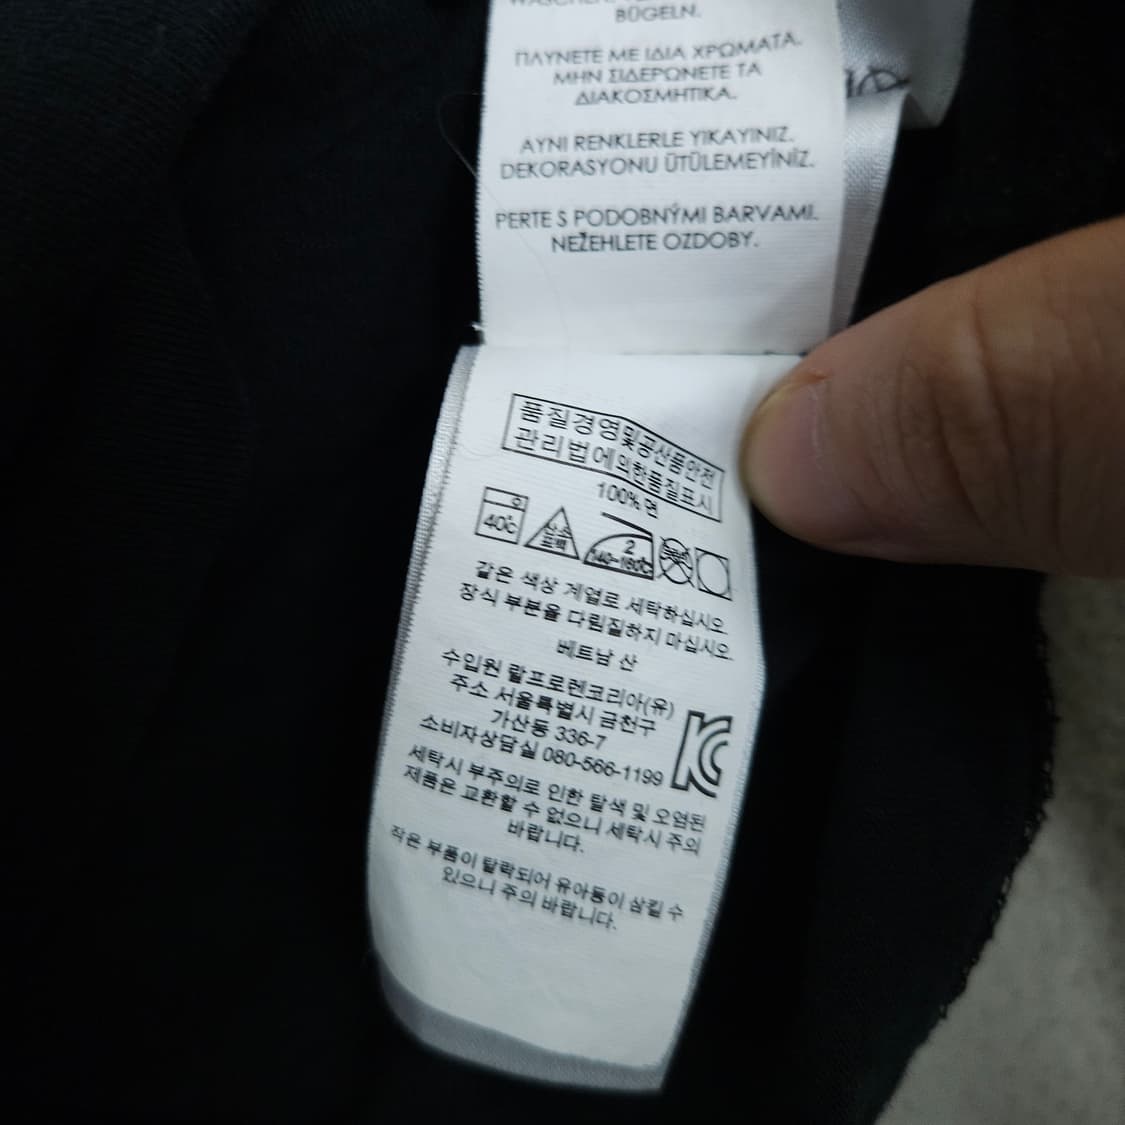 BÜGELN.
ΠΛΥΝΕΤΕ ΜΕ ΙΔΙΑ ΧΡΩΜΑΤΑ.
ΜΗΝ ΣΙΔΕΡΩΝΕΤΕ ΤΑ
ΔΙΑΚΟΣΜΗΤΙΚΑ.
AYNI RENKLERLE YIKAYINIZ.
DEKORASYONU ÜTÜLEMEYİNİZ.
PERTE S PODOBNÝMI BARVAMI.
NEŽEHLETE OZDOBY.
품질경영및공산품안전
관리법에의한품질표시
100% 면
약
40℃
산소
표백
2
140~160℃
같은 색상 계열로 세탁하십시오
장식 부분을 다림질하지 마십시오.
베트남 산
수입원 랄프로렌코리아(유)
주소 서울특별시 금천구
가산동 336-7
소비자상담실 080-566-1199
세탁시 부주의로 인한 탈색 및 오염된
제품은 교환할 수 없으니 세탁시 주의
바랍니다.
작은 부품이 탈락되어 유아동이 삼킬 수
있으니 주의 바랍니다.